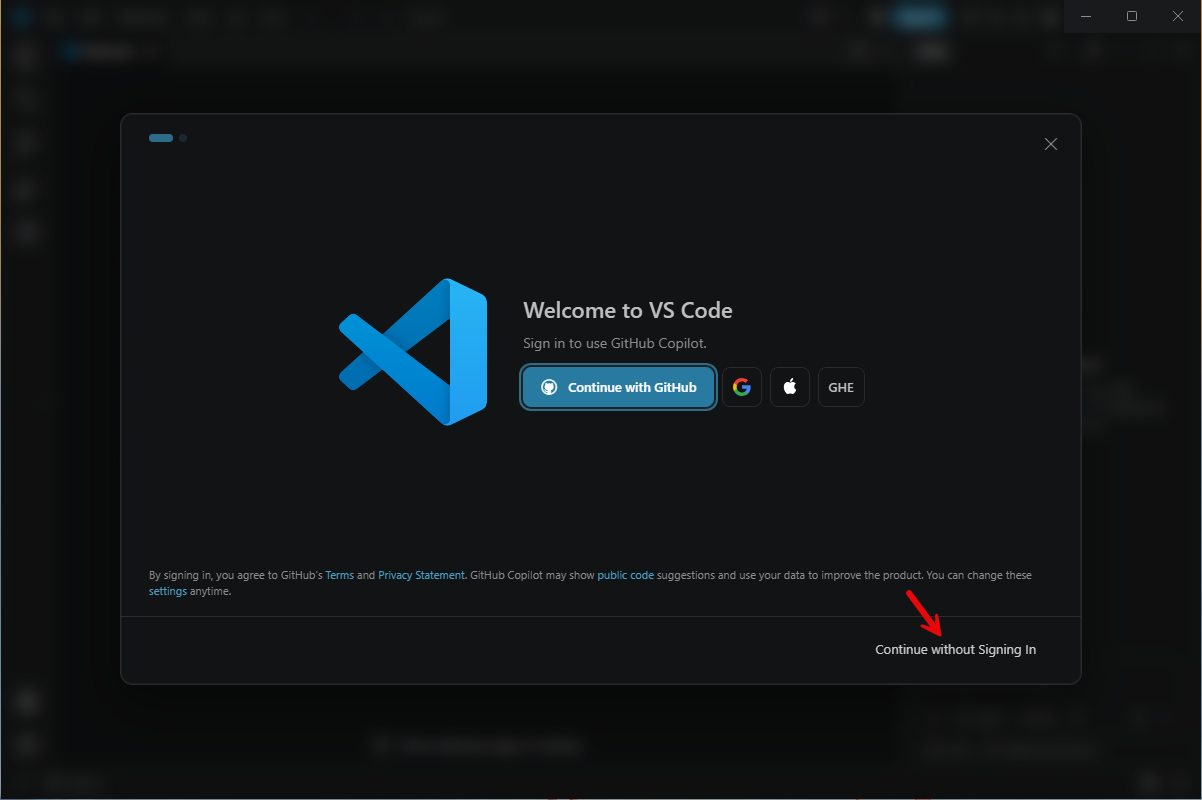 Welcome to VS Code
Sign in to use GitHub Copilot.
Continue with GitHub
GHE
By signing in, you agree to GitHub's Terms and Privacy Statement. GitHub Copilot may show public code suggestions and use your data to improve the product. You can change these
settings anytime.
Continue without Signing In